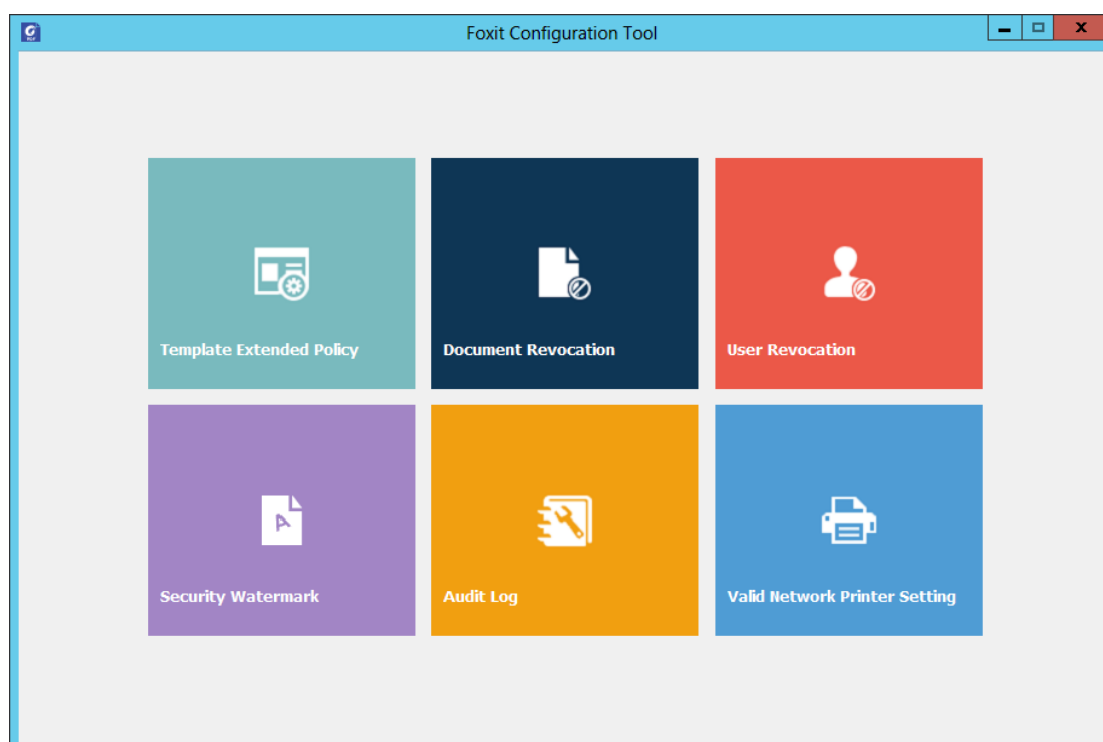 Foxit Configuration Tool
Template Extended Policy
Document Revocation
User Revocation
Security Watermark
Audit Log
Valid Network Printer Setting